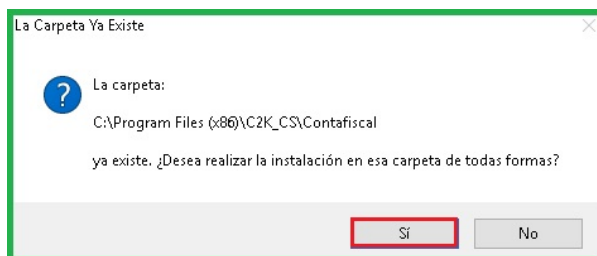 La Carpeta Ya Existe
La carpeta:
C:\Program Files (x86)\C2K_CS\Contafiscal
ya existe. ¿Desea realizar la instalación en esa carpeta de todas formas?
Sí
No